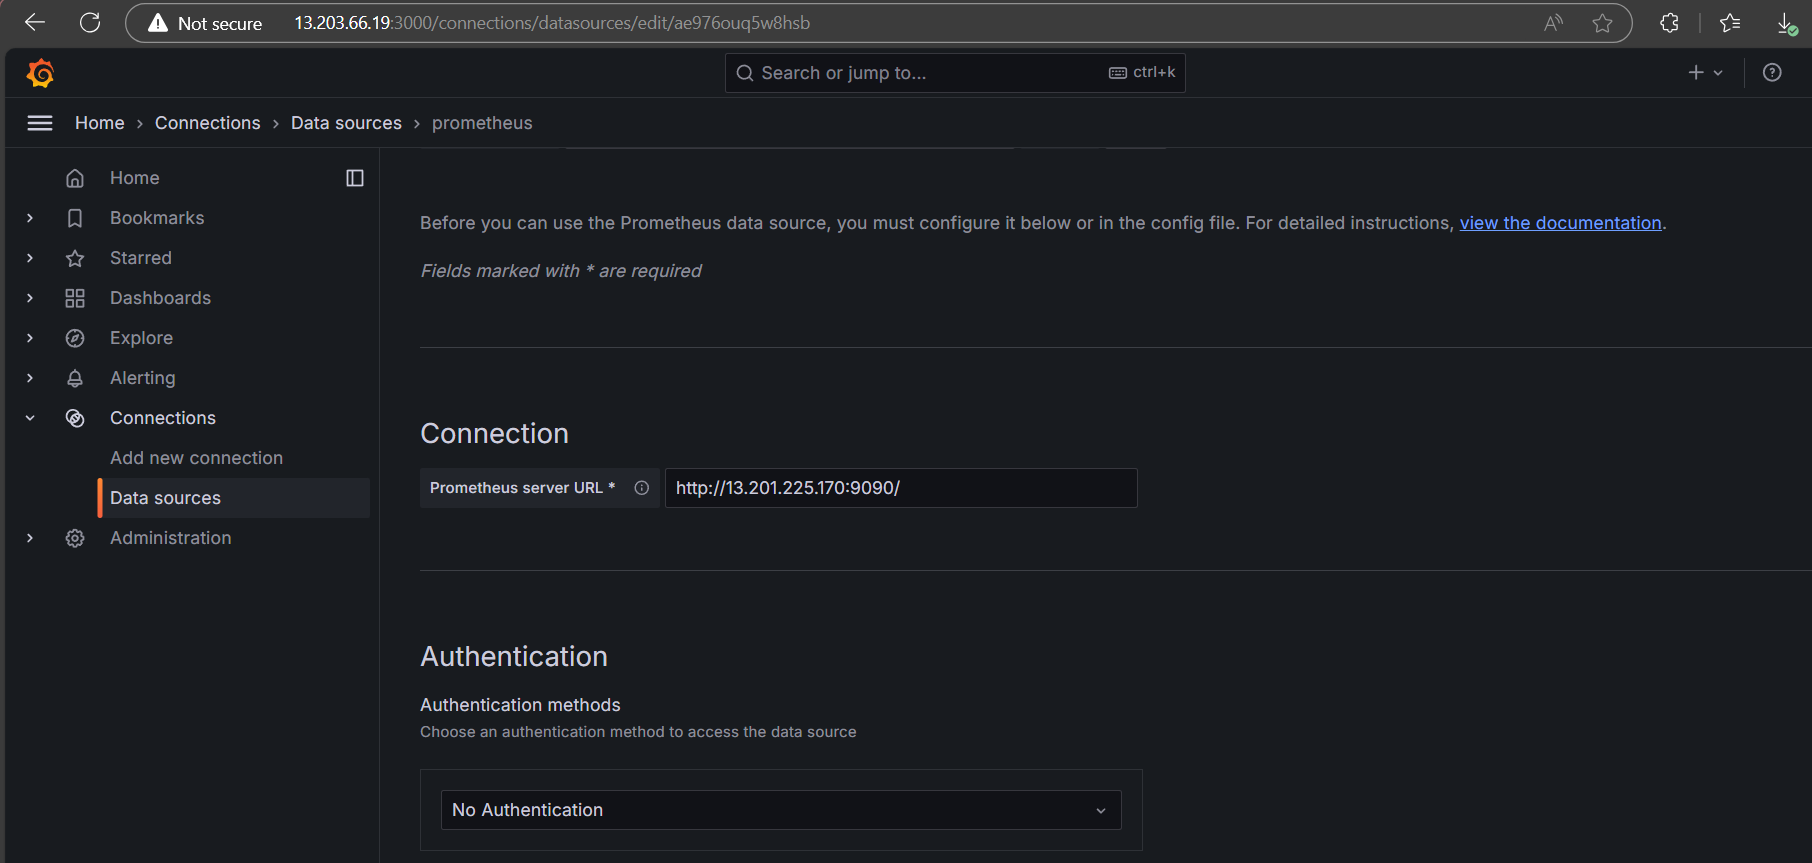 Not secure 13.203.66.19:3000/connections/datasources/edit/ae976ouq5w8hsb
Search or jump to... ctrl+k
Home › Connections › Data sources › prometheus
Home
Bookmarks
Starred
Dashboards
Explore
Alerting
Connections
Add new connection
Data sources
Administration
Before you can use the Prometheus data source, you must configure it below or in the config file. For detailed instructions, view the documentation.
Fields marked with * are required
Connection
Prometheus server URL * http://13.201.225.170:9090/
Authentication
Authentication methods
Choose an authentication method to access the data source
No Authentication